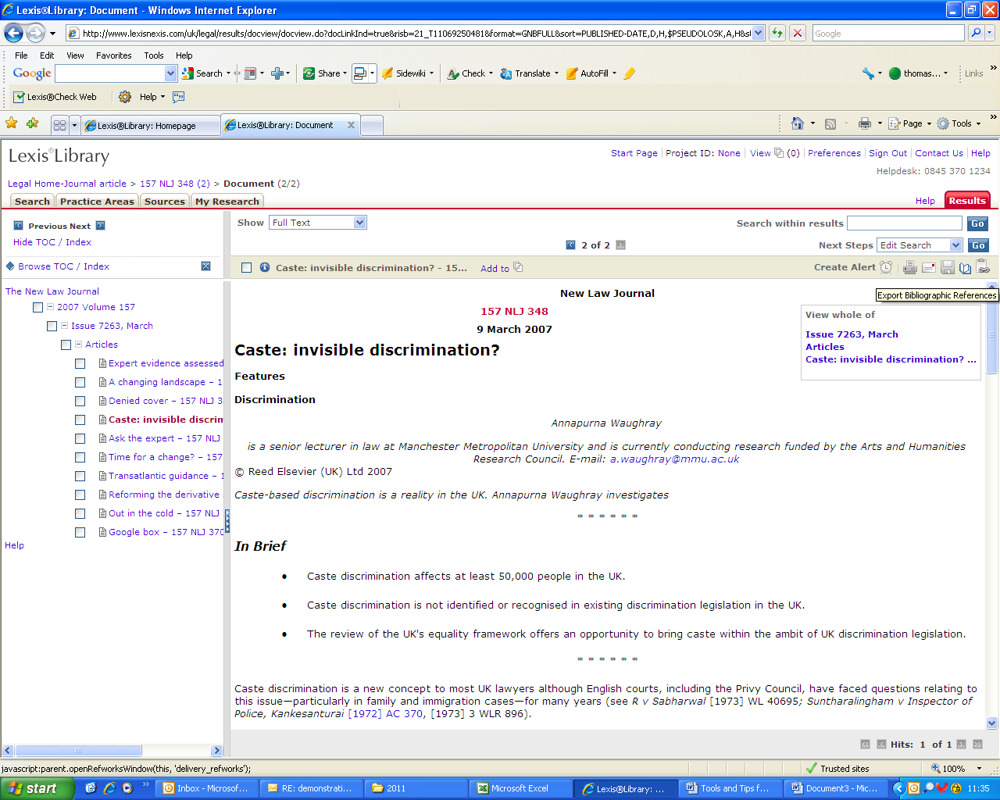 Lexis®Library: Document - Windows Internet Explorer
http://www.lexisnexis.com/uk/legal/results/docview/docview.do?docLinkInd=true&risb=21_T11069250481&format=GNBFULL&sort=PUBLISHED-DATE,D,H,$PSEUDOLOSK,A,H&s
Google
File Edit View Favorites Tools Help
Google Search Share Sidewiki Check Translate AutoFill thomas... Links »
Lexis®Check Web Help
Lexis®Library: Homepage Lexis®Library: Document Page Tools »
Lexis®Library
Start Page Project ID: None View (0) Preferences Sign Out Contact Us Help
Helpdesk: 0845 370 1234
Legal Home-Journal article > 157 NLJ 348 (2) > Document (2/2)
Search Practice Areas Sources My Research Help Results
Previous Next
Hide TOC / Index
Browse TOC / Index
Show Full Text
Search within results Go
2 of 2
Next Steps Edit Search Go
Caste: invisible discrimination? - 15... Add to
Create Alert
Export Bibliographic References
The New Law Journal
2007 Volume 157
Issue 7263, March
Articles
Expert evidence assessed
A changing landscape – 1
Denied cover – 157 NLJ 3
Caste: invisible discrim
Ask the expert – 157 NLJ
Time for a change? – 157
Transatlantic guidance – 1
Reforming the derivative
Out in the cold – 157 NLJ
Google box – 157 NLJ 370
Help
New Law Journal
157 NLJ 348
9 March 2007
View whole of
Issue 7263, March
Articles
Caste: invisible discrimination? ...
Caste: invisible discrimination?
Features
Discrimination
Annapurna Waughray
is a senior lecturer in law at Manchester Metropolitan University and is currently conducting research funded by the Arts and Humanities
Research Council. E-mail: a.waughray@mmu.ac.uk
© Reed Elsevier (UK) Ltd 2007
Caste-based discrimination is a reality in the UK. Annapurna Waughray investigates
* * * * * *
In Brief
• Caste discrimination affects at least 50,000 people in the UK.
• Caste discrimination is not identified or recognised in existing discrimination legislation in the UK.
• The review of the UK's equality framework offers an opportunity to bring caste within the ambit of UK discrimination legislation.
* * * * * *
Caste discrimination is a new concept to most UK lawyers although English courts, including the Privy Council, have faced questions relating to
this issue—particularly in family and immigration cases—for many years (see R v Sabharwal [1973] WL 40695; Suntharalingham v Inspector of
Police, Kankesanturai [1972] AC 370, [1973] 3 WLR 896).
Hits: 1 of 1
javascript:parent.openRefworksWindow(this, 'delivery_refworks');
Trusted sites
100%
start » Inbox - Microsof... RE: demonstrati... 2011 Microsoft Excel Lexis®Library: ... Tools and Tips f... Document3 - Mic... 11:35